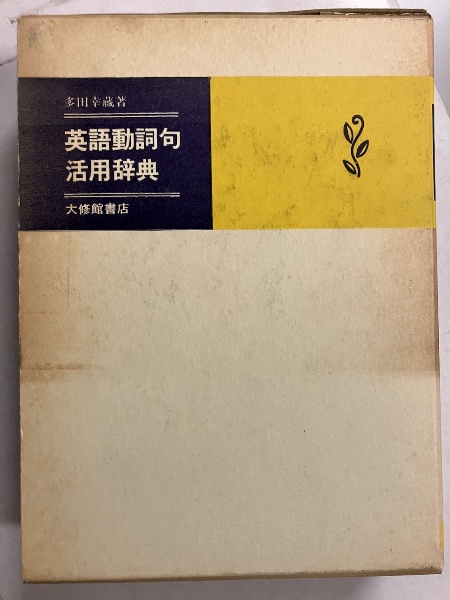 多田幸蔵著
英語動詞句
活用辞典
大修館書店